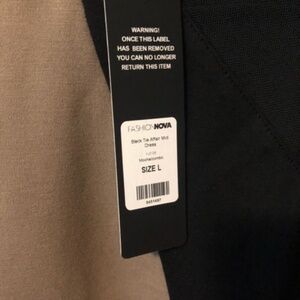 WARNING!
ONCE THIS LABEL
HAS BEEN REMOVED
YOU CAN NO LONGER
RETURN THIS ITEM
FASHIONNOVA
Black Tie Affair Midi
Dress
SIZE L